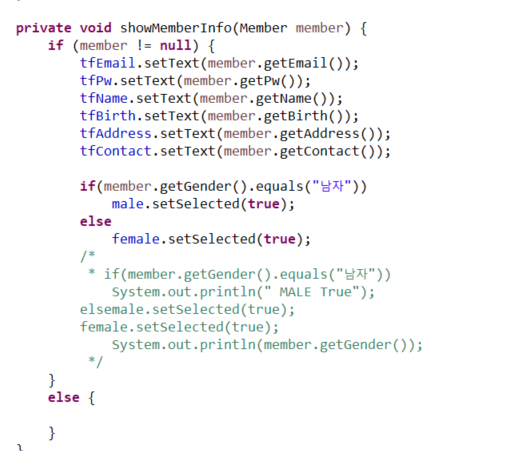 private void showMemberInfo(Member member) {
    if (member != null) {
        tfEmail.setText(member.getEmail());
        tfPw.setText(member.getPw());
        tfName.setText(member.getName());
        tfBirth.setText(member.getBirth());
        tfAddress.setText(member.getAddress());
        tfContact.setText(member.getContact());

        if(member.getGender().equals("남자"))
            male.setSelected(true);
        else
            female.setSelected(true);
        /*
         * if(member.getGender().equals("남자"))
            System.out.println(" MALE True");
        elsemale.setSelected(true);
        female.setSelected(true);
            System.out.println(member.getGender());
         */
    }
    else {

    }
}